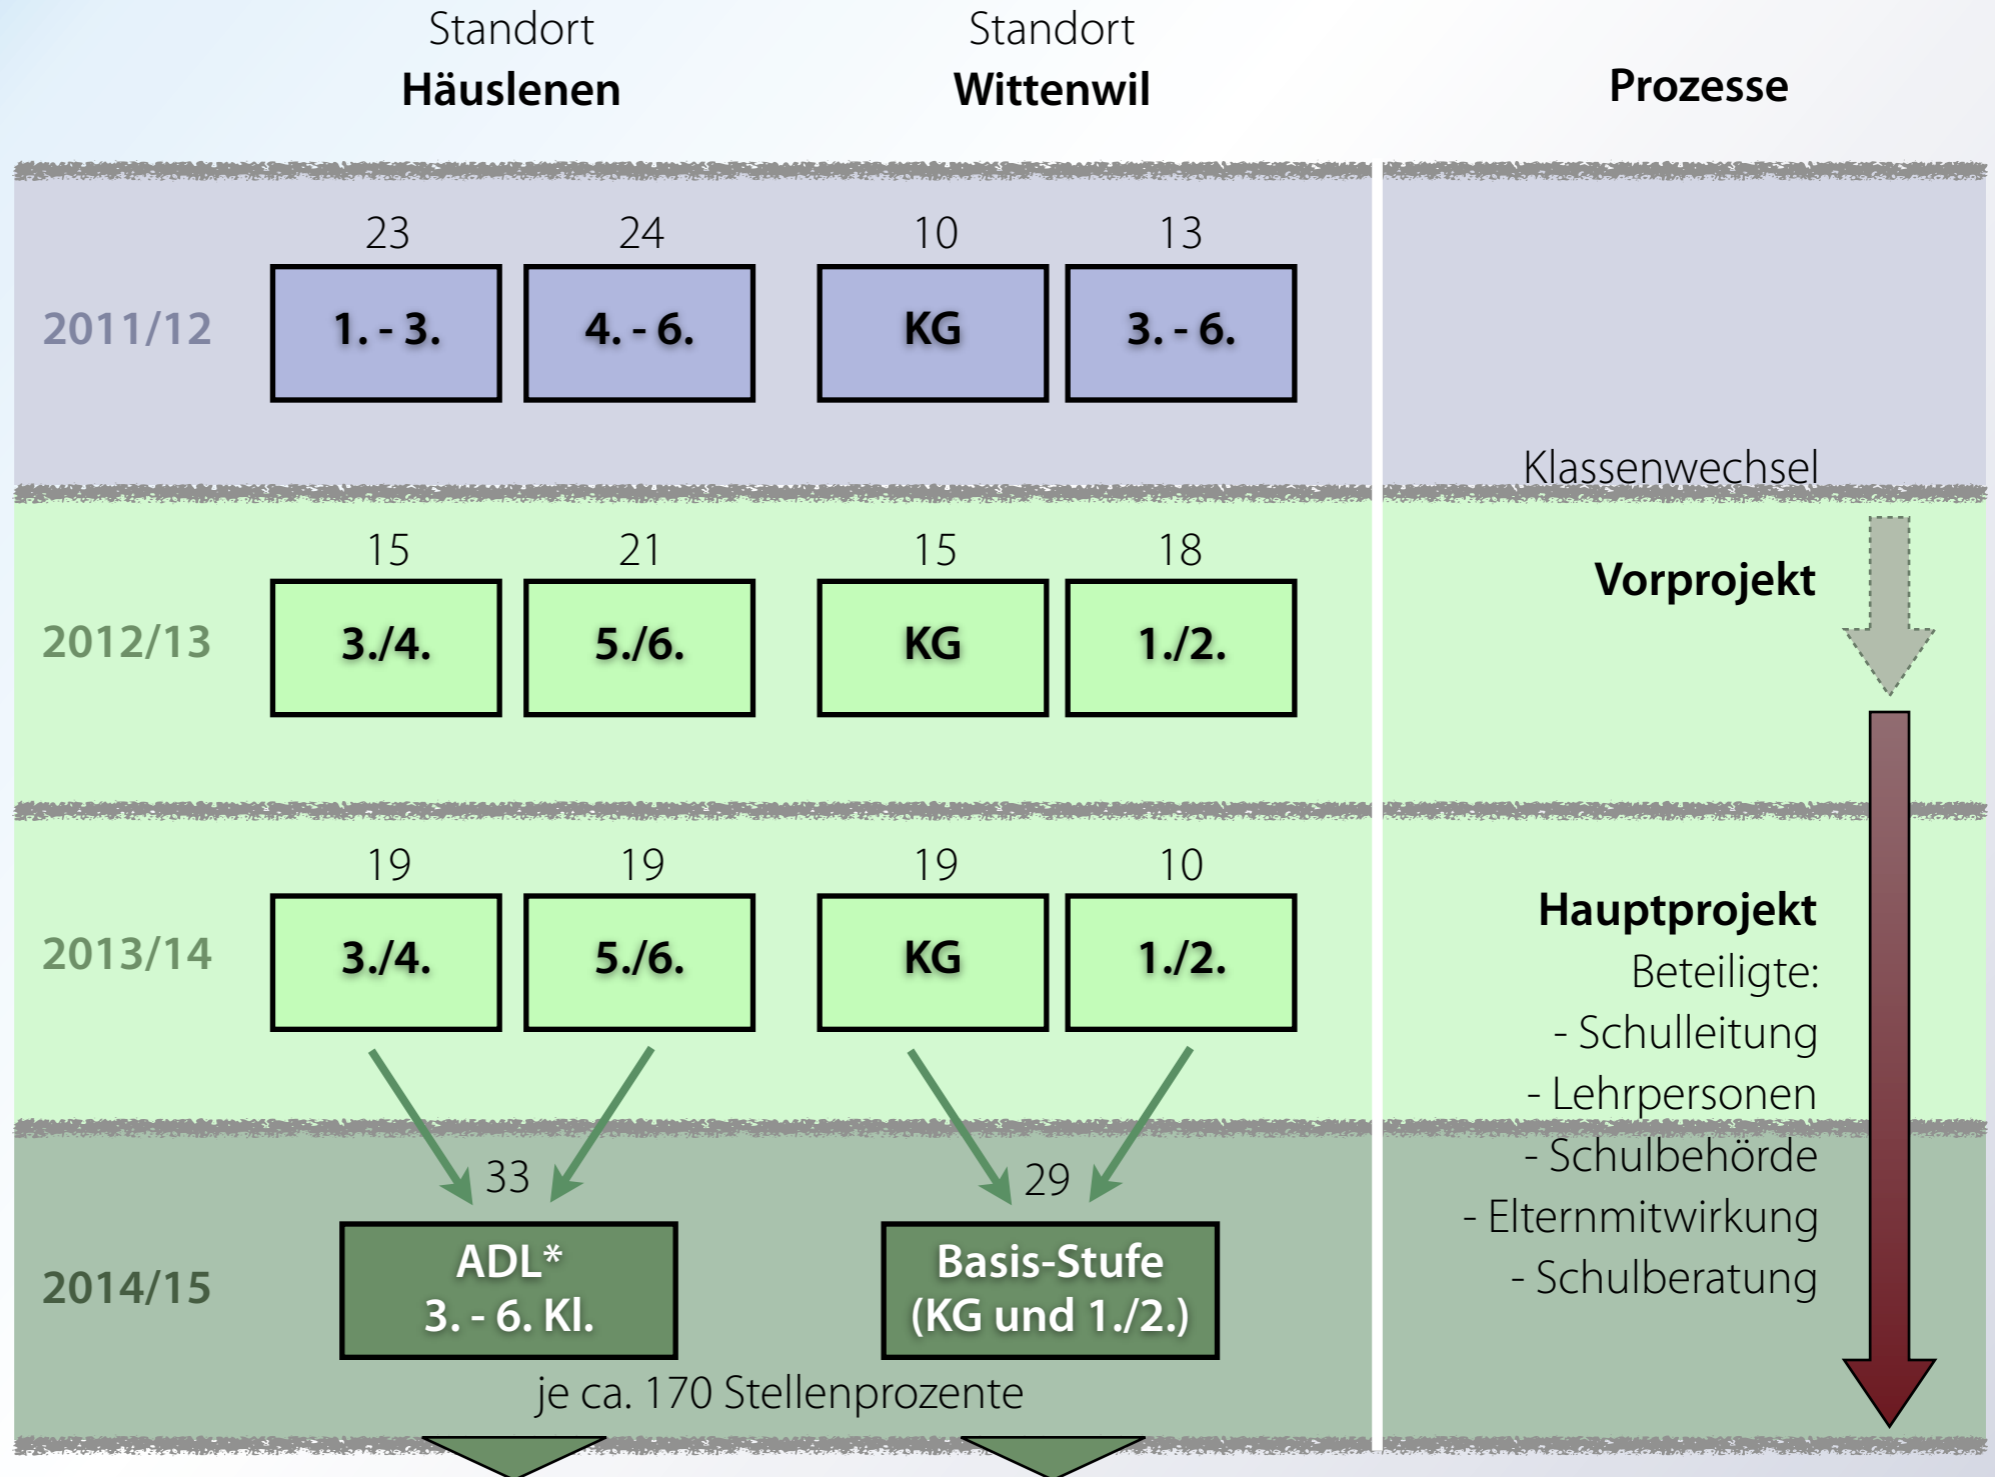 Standort
Häuslenen
Standort
Wittenwil
Prozesse
2011/12
23
24
10
13
1. - 3.
4. - 6.
KG
3. - 6.
Klassenwechsel
2012/13
15
21
15
18
3./4.
5./6.
KG
1./2.
Vorprojekt
2013/14
19
19
19
10
3./4.
5./6.
KG
1./2.
Hauptprojekt
Beteiligte:
- Schulleitung
- Lehrpersonen
- Schulbehörde
- Elternmitwirkung
- Schulberatung
2014/15
33
29
ADL*
3. - 6. Kl.
Basis-Stufe
(KG und 1./2.)
je ca. 170 Stellenprozente